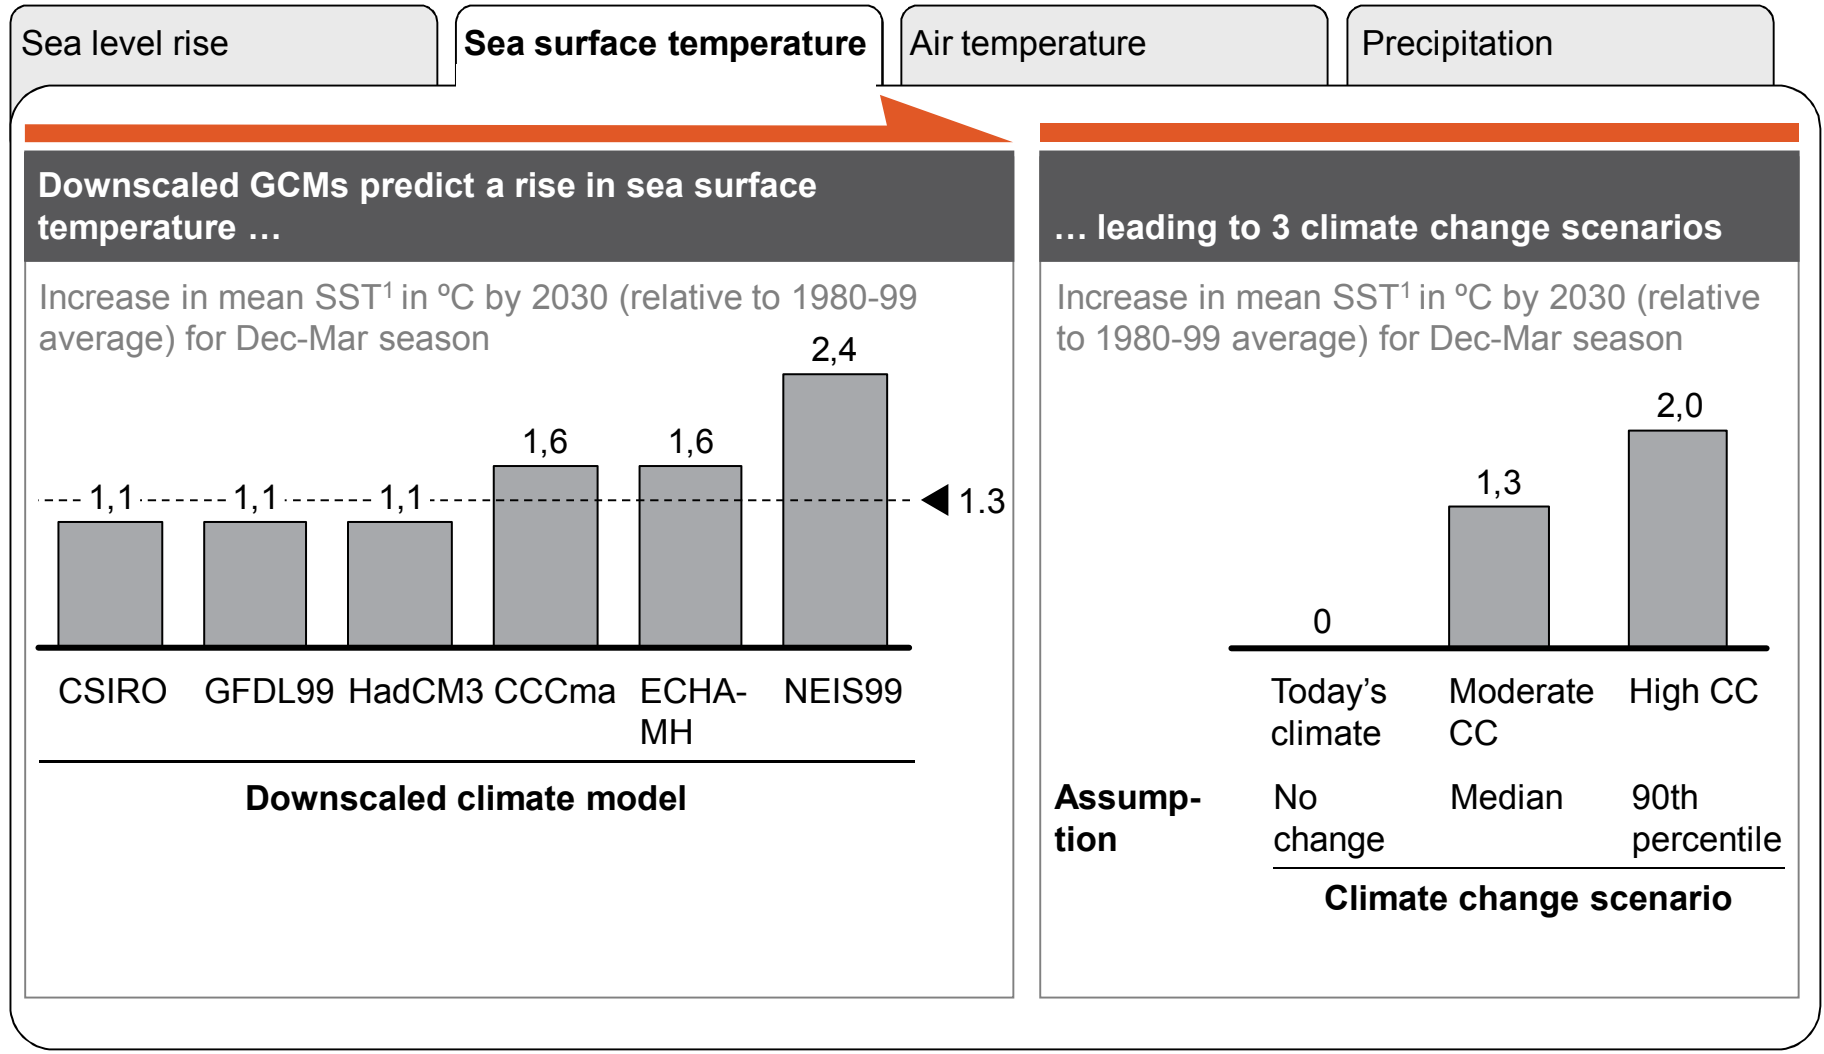 Sea level rise
Sea surface temperature
Air temperature
Precipitation
Downscaled GCMs predict a rise in sea surface
temperature …
Increase in mean SST¹ in ºC by 2030 (relative to 1980-99
average) for Dec-Mar season
1,1
1,1
1,1
1,6
1,6
2,4
1.3
CSIRO
GFDL99
HadCM3
CCCma
ECHA-
MH
NEIS99
Downscaled climate model
… leading to 3 climate change scenarios
Increase in mean SST¹ in ºC by 2030 (relative
to 1980-99 average) for Dec-Mar season
0
1,3
2,0
Today’s
climate
Moderate
CC
High CC
Assump-
tion
No
change
Median
90th
percentile
Climate change scenario